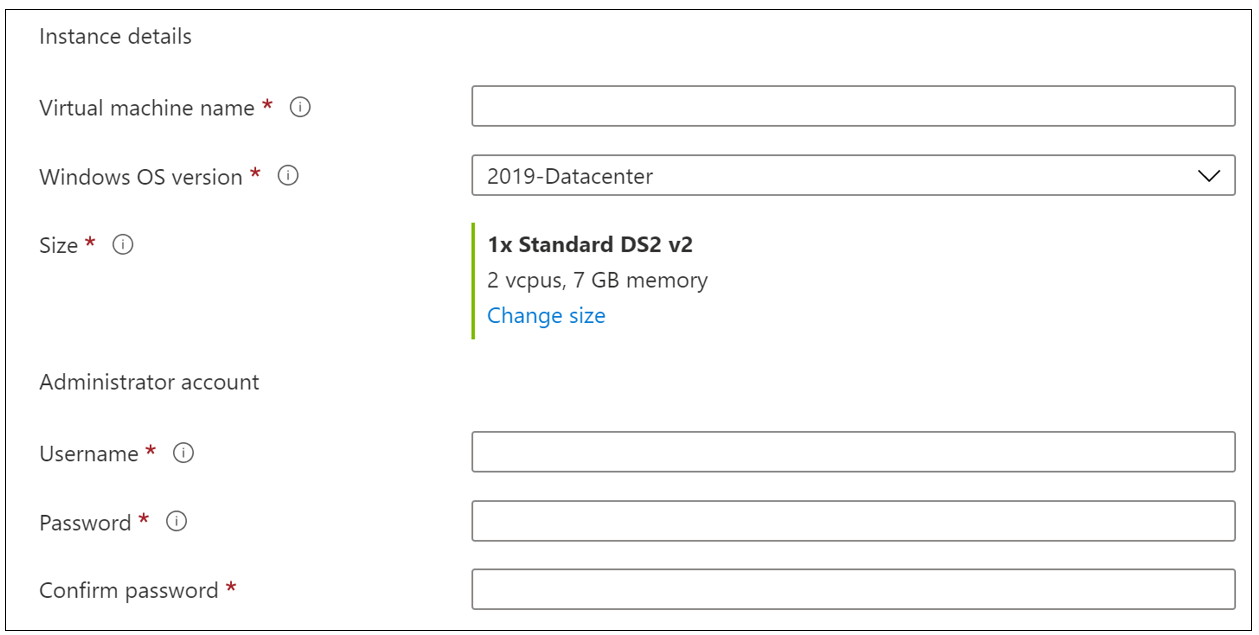 Instance details
Virtual machine name *
Windows OS version * 2019-Datacenter
Size * 1x Standard DS2 v2
2 vcpus, 7 GB memory
Change size
Administrator account
Username *
Password *
Confirm password *